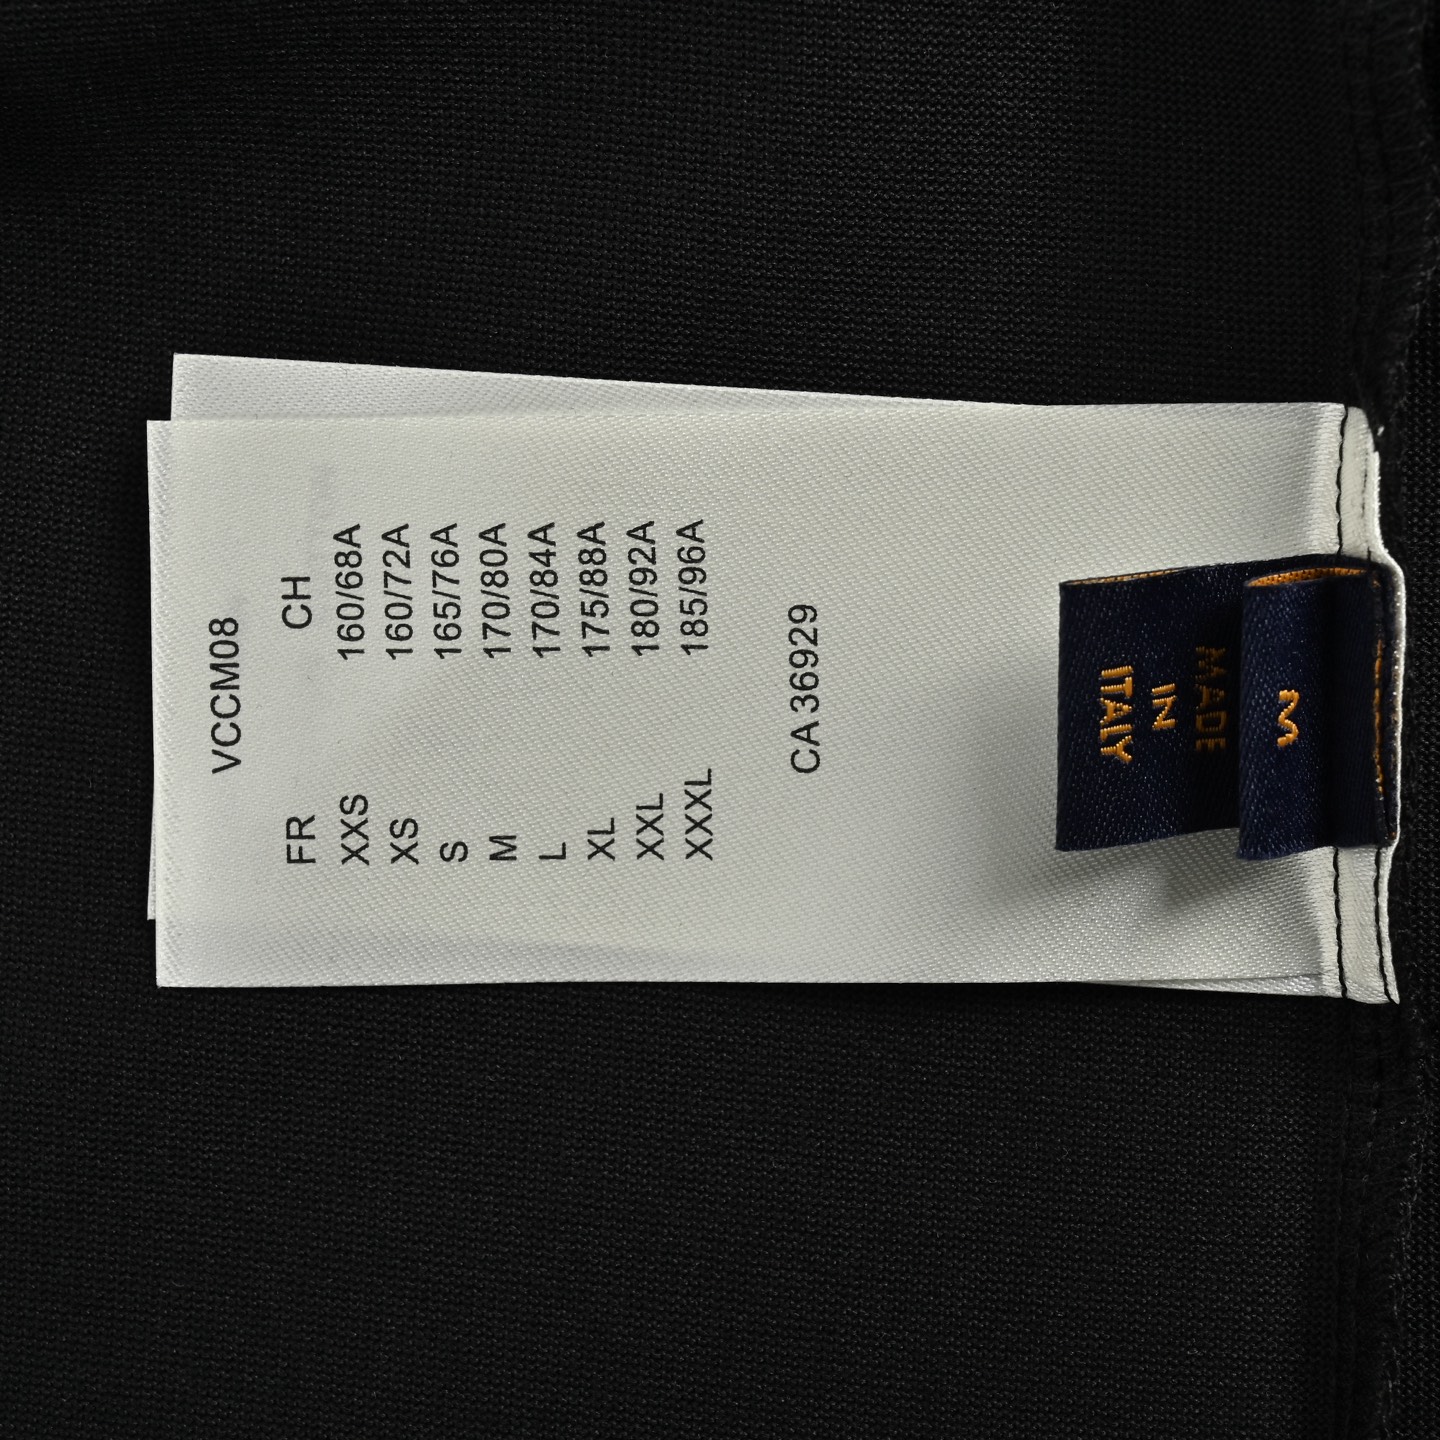 VCCM08
FR CH
XXS 160/68A
XS 160/72A
S 165/76A
M 170/80A
L 170/84A
XL 175/88A
XXL 180/92A
XXXL 185/96A
CA 36929
M
MADE
IN
ITALY